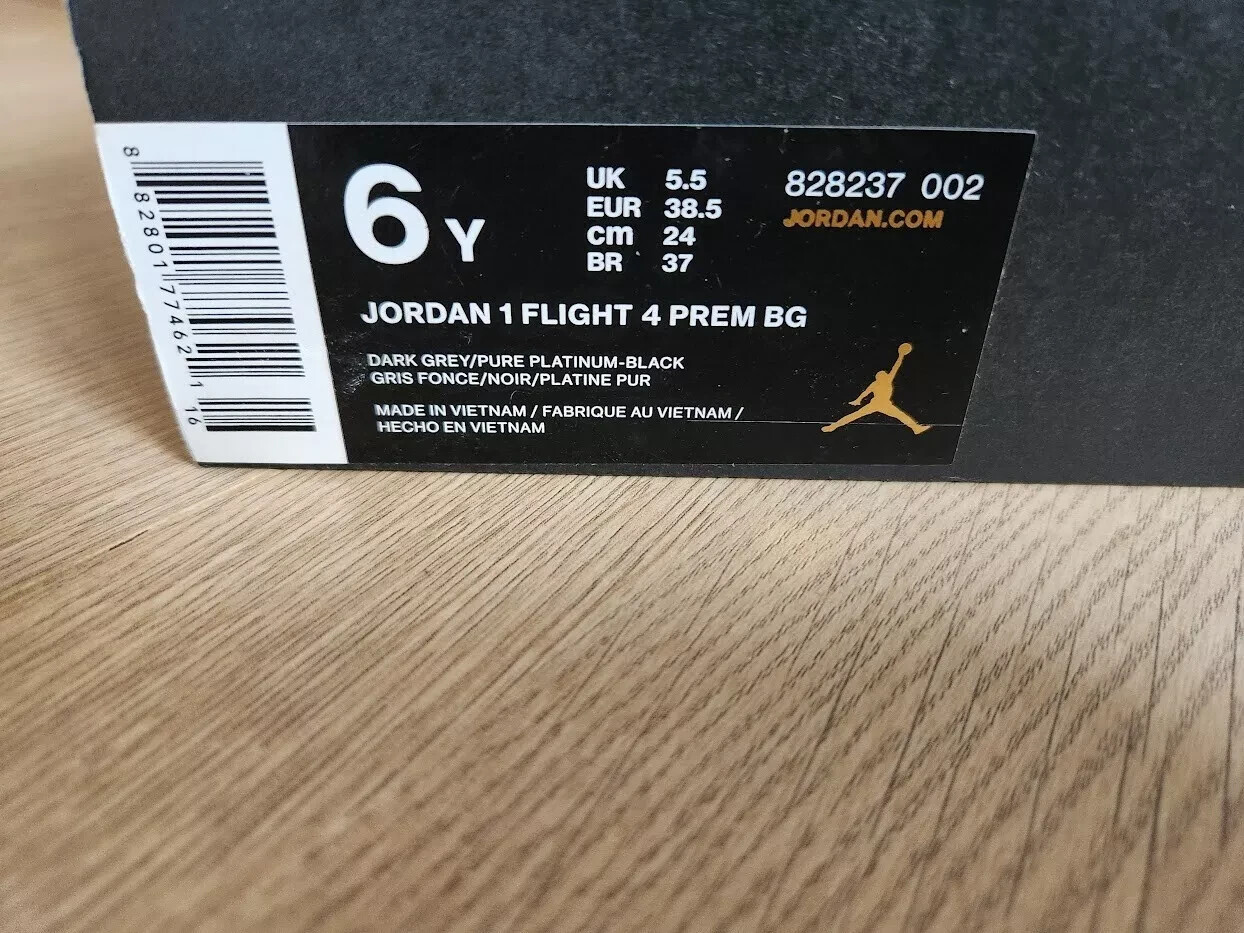 8 82801 77462 1 16
6 Y
UK 5.5
EUR 38.5
cm 24
BR 37
828237 002
JORDAN.COM
JORDAN 1 FLIGHT 4 PREM BG
DARK GREY/PURE PLATINUM-BLACK
GRIS FONCE/NOIR/PLATINE PUR
MADE IN VIETNAM / FABRIQUE AU VIETNAM /
HECHO EN VIETNAM